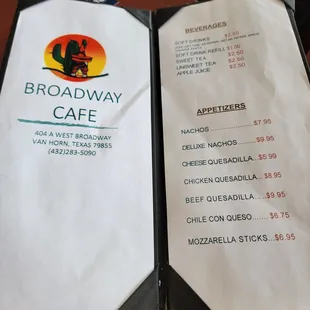 BROADWAY
CAFE
404 A WEST BROADWAY
VAN HORN, TEXAS 79855
(432)283-5090
BEVERAGES
SOFT DRINKS $2.50
SOFT DRINK REFILL $1.00
SWEET TEA $2.50
UNSWEET TEA $2.50
APPLE JUICE $2.50
APPETIZERS
NACHOS $7.95
DELUXE NACHOS $9.95
CHEESE QUESADILLA $5.99
CHICKEN QUESADILLA $8.95
BEEF QUESADILLA $9.95
CHILE CON QUESO $6.75
MOZZARELLA STICKS...$6.95